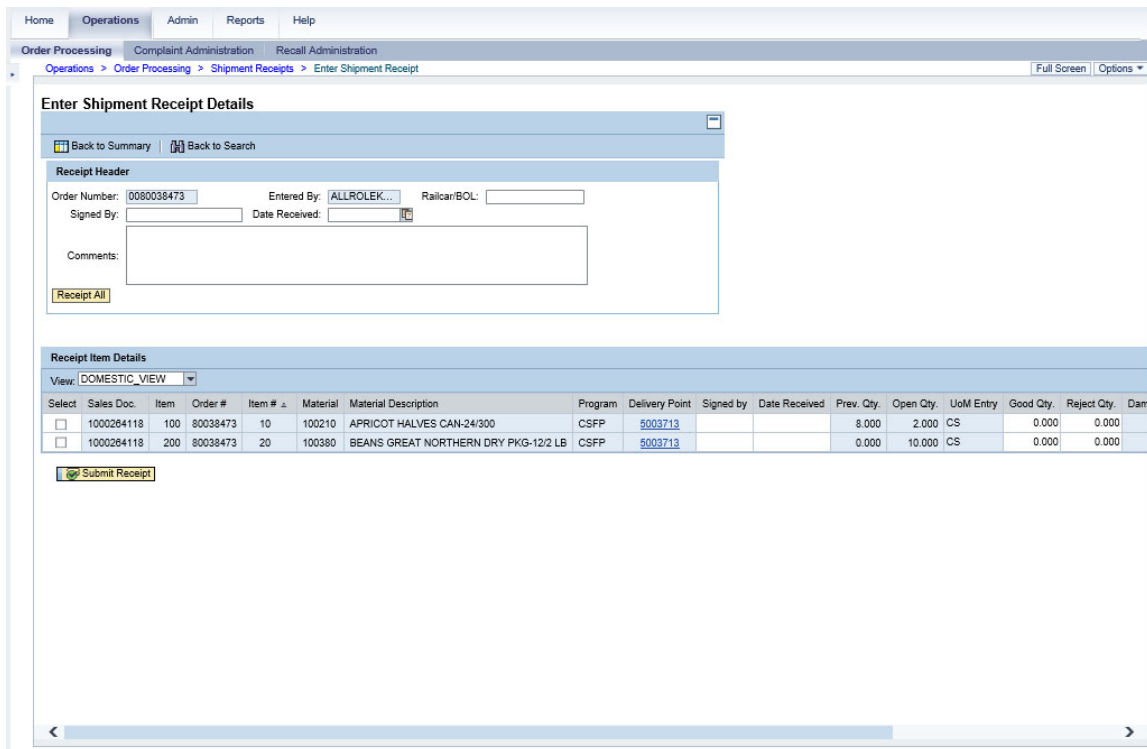 Home Operations Admin Reports Help
Order Processing Complaint Administration Recall Administration
Operations > Order Processing > Shipment Receipts > Enter Shipment Receipt Full Screen Options
Enter Shipment Receipt Details
Back to Summary Back to Search
Receipt Header
Order Number: 0080038473 Entered By: ALLROLEK... Railcar/BOL:
Signed By: Date Received:
Comments:
Receipt All
Receipt Item Details
View: DOMESTIC_VIEW
Select Sales Doc. Item Order # Item # Material Material Description Program Delivery Point Signed by Date Received Prev. Qty. Open Qty. UoM Entry Good Qty. Reject Qty. Dam
1000264118 100 80038473 10 100210 APRICOT HALVES CAN-24/300 CSFP 5003713 8.000 2.000 CS 0.000 0.000
1000264118 200 80038473 20 100380 BEANS GREAT NORTHERN DRY PKG-12/2 LB CSFP 5003713 0.000 10.000 CS 0.000 0.000
Submit Receipt